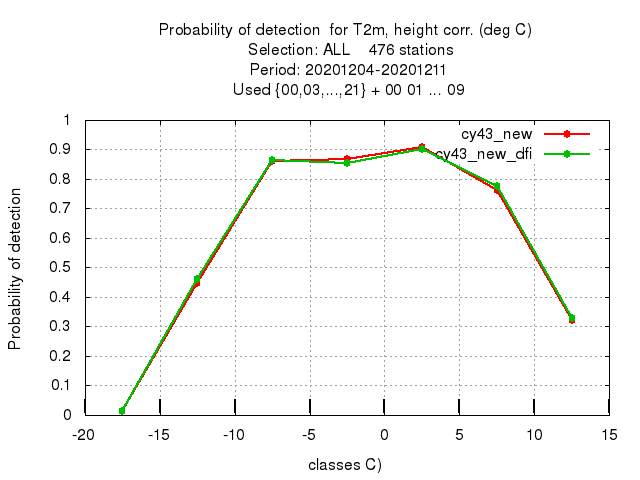 Probability of detection  for T2m, height corr. (deg C)
Selection: ALL    476 stations
Period: 20201204-20201211
Used {00,03,...,21} + 00 01 ... 09
1
cy43_new
0.9
cy43_new_dfi
0.8
0.7
0.6
0.5
0.4
0.3
0.2
0.1
0
Probability of detection
-20 -15 -10 -5 0 5 10 15
classes C)